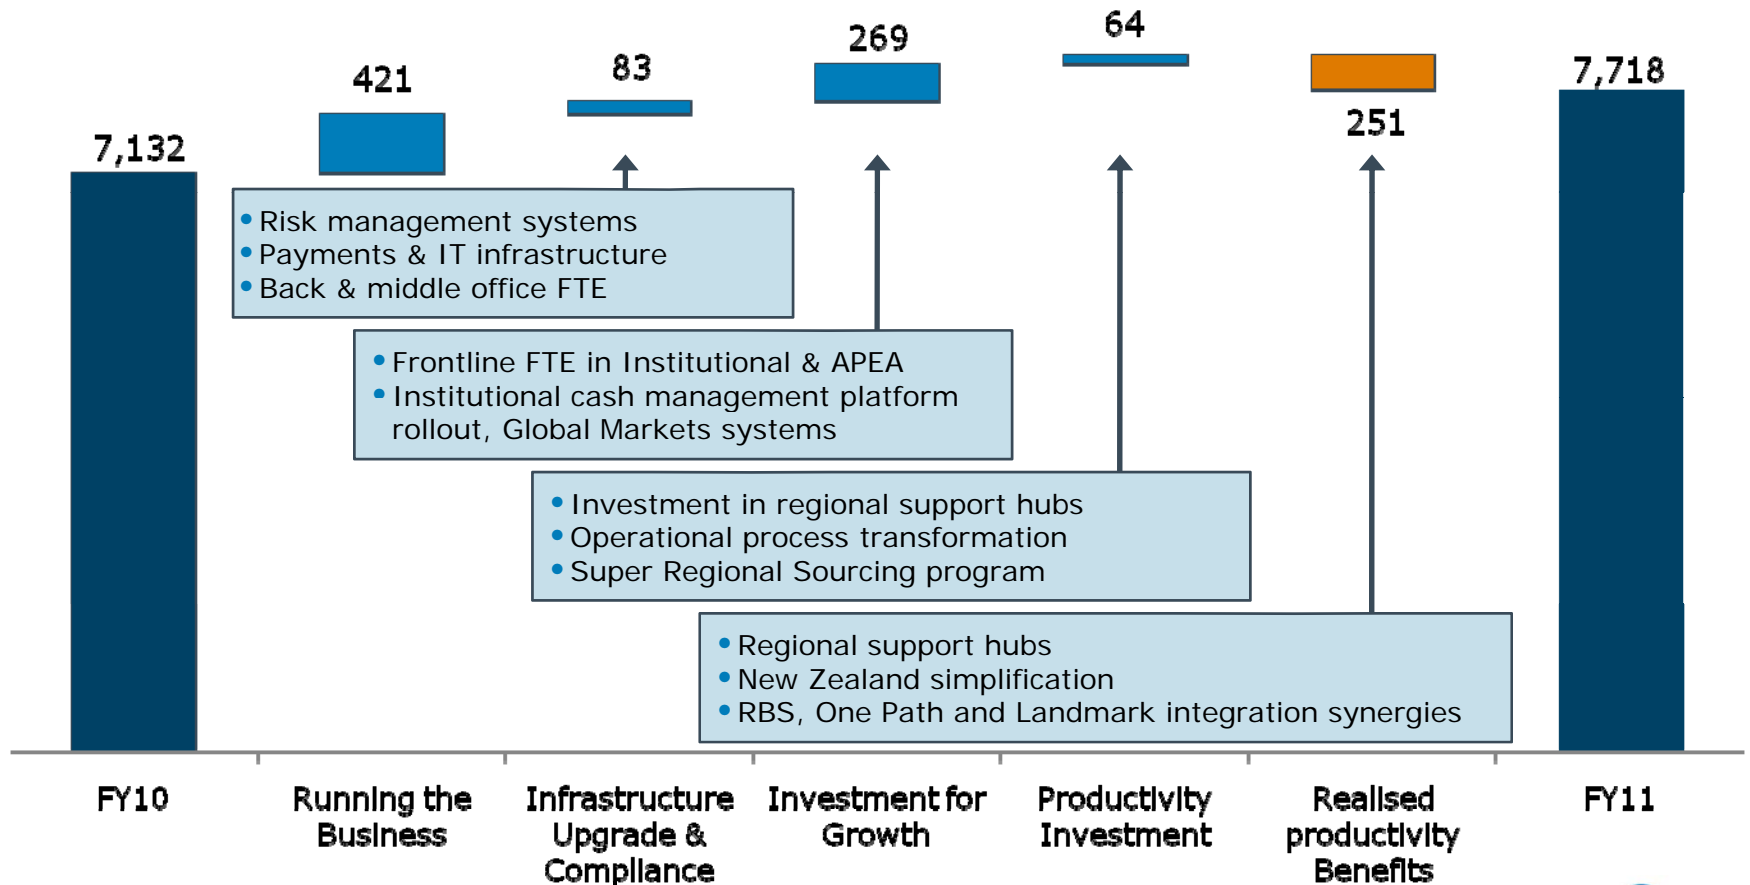 64
269
83
421
7,718
7,132
251
• Risk management systems
• Payments & IT infrastructure
• Back & middle office FTE
• Frontline FTE in Institutional & APEA
• Institutional cash management platform
rollout, Global Markets systems
• Investment in regional support hubs
• Operational process transformation
• Super Regional Sourcing program
• Regional support hubs
• New Zealand simplification
• RBS, One Path and Landmark integration synergies
FY10
Running the
Business
Infrastructure
Upgrade &
Compliance
Investment for
Growth
Productivity
Investment
Realised
productivity
Benefits
FY11